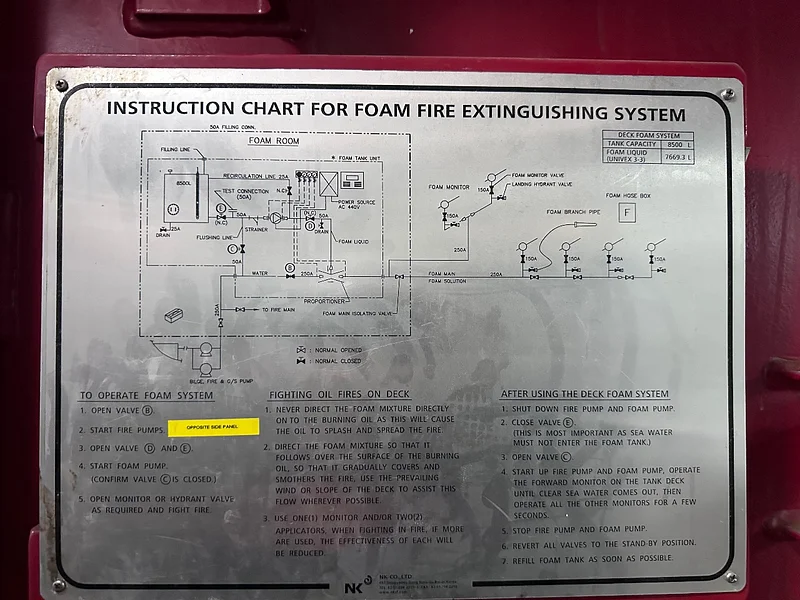 INSTRUCTION CHART FOR FOAM FIRE EXTINGUISHING SYSTEM
50A FILLING CONN.
FOAM ROOM
DECK FOAM SYSTEM
TANK CAPACITY 8500 L
FOAM LIQUID (UNIVEX 3-3) 7669.3 L
FILLING LINE
FOAM TANK UNIT
RECIRCULATION LINE 25A
(N.C)
8500L
TEST CONNECTION
(50A)
POWER SOURCE
AC 440V
E
(N.C)
(N.C)
50A
D
25A
DRAIN
STRAINER
DRAIN
FLUSHING LINE
FOAM LIQUID
C
50A
WATER
B
250A
PROPORTIONER
FOAM MAIN ISOLATING VALVE
250A
TO FIRE MAIN
BILGE, FIRE & G/S PUMP
: NORMAL OPENED
: NORMAL CLOSED
FOAM MONITOR VALVE
LANDING HYDRANT VALVE
150A
FOAM MONITOR
150A
250A
FOAM HOSE BOX
F
FOAM BRANCH PIPE
150A
150A
150A
150A
FOAM MAIN
FOAM SOLUTION
250A
TO OPERATE FOAM SYSTEM
1. OPEN VALVE B.
2. START FIRE PUMPS. OPPOSITE SIDE PANEL
3. OPEN VALVE D AND E.
4. START FOAM PUMP.
(CONFIRM VALVE C IS CLOSED.)
5. OPEN MONITOR OR HYDRANT VALVE
AS REQUIRED AND FIGHT FIRE.
FIGHTING OIL FIRES ON DECK
1. NEVER DIRECT THE FOAM MIXTURE DIRECTLY
ON TO THE BURNING OIL AS THIS WILL CAUSE
THE OIL TO SPLASH AND SPREAD THE FIRE.
2. DIRECT THE FOAM MIXTURE SO THAT IT
FOLLOWS OVER THE SURFACE OF THE BURNING
OIL, SO THAT IT GRADUALLY COVERS AND
SMOTHERS THE FIRE, USE THE PREVAILING
WIND OR SLOPE OF THE DECK TO ASSIST THIS
FLOW WHEREVER POSSIBLE.
3. USE ONE(1) MONITOR AND/OR TWO(2)
APPLICATORS, WHEN FIGHTING IN FIRE, IF MORE
ARE USED, THE EFFECTIVENESS OF EACH WILL
BE REDUCED.
AFTER USING THE DECK FOAM SYSTEM
1. SHUT DOWN FIRE PUMP AND FOAM PUMP.
2. CLOSE VALVE E.
(THIS IS MOST IMPORTANT AS SEA WATER
MUST NOT ENTER THE FOAM TANK.)
3. OPEN VALVE C.
4. START UP FIRE PUMP AND FOAM PUMP, OPERATE
THE FORWARD MONITOR ON THE TANK DECK
UNTIL CLEAR SEA WATER COMES OUT, THEN
OPERATE ALL THE OTHER MONITORS FOR A FEW
SECONDS.
5. STOP FIRE PUMP AND FOAM PUMP.
6. REVERT ALL VALVES TO THE STAND-BY POSITION.
7. REFILL FOAM TANK AS SOON AS POSSIBLE.
NK NK CO.,LTD